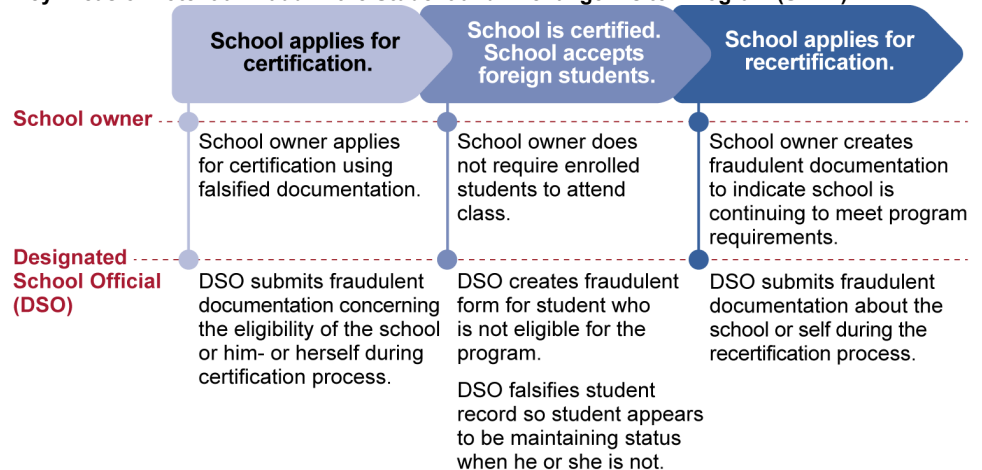 School applies for
certification.
School is certified.
School accepts
foreign students.
School applies for
recertification.
School owner
School owner applies
for certification using
falsified documentation.
School owner does
not require enrolled
students to attend
class.
School owner creates
fraudulent documentation
to indicate school is
continuing to meet program
requirements.
Designated
School Official
(DSO)
DSO submits fraudulent
documentation concerning
the eligibility of the school
or him- or herself during
certification process.
DSO creates fraudulent
form for student who
is not eligible for the
program.
DSO falsifies student
record so student appears
to be maintaining status
when he or she is not.
DSO submits fraudulent
documentation about the
school or self during the
recertification process.